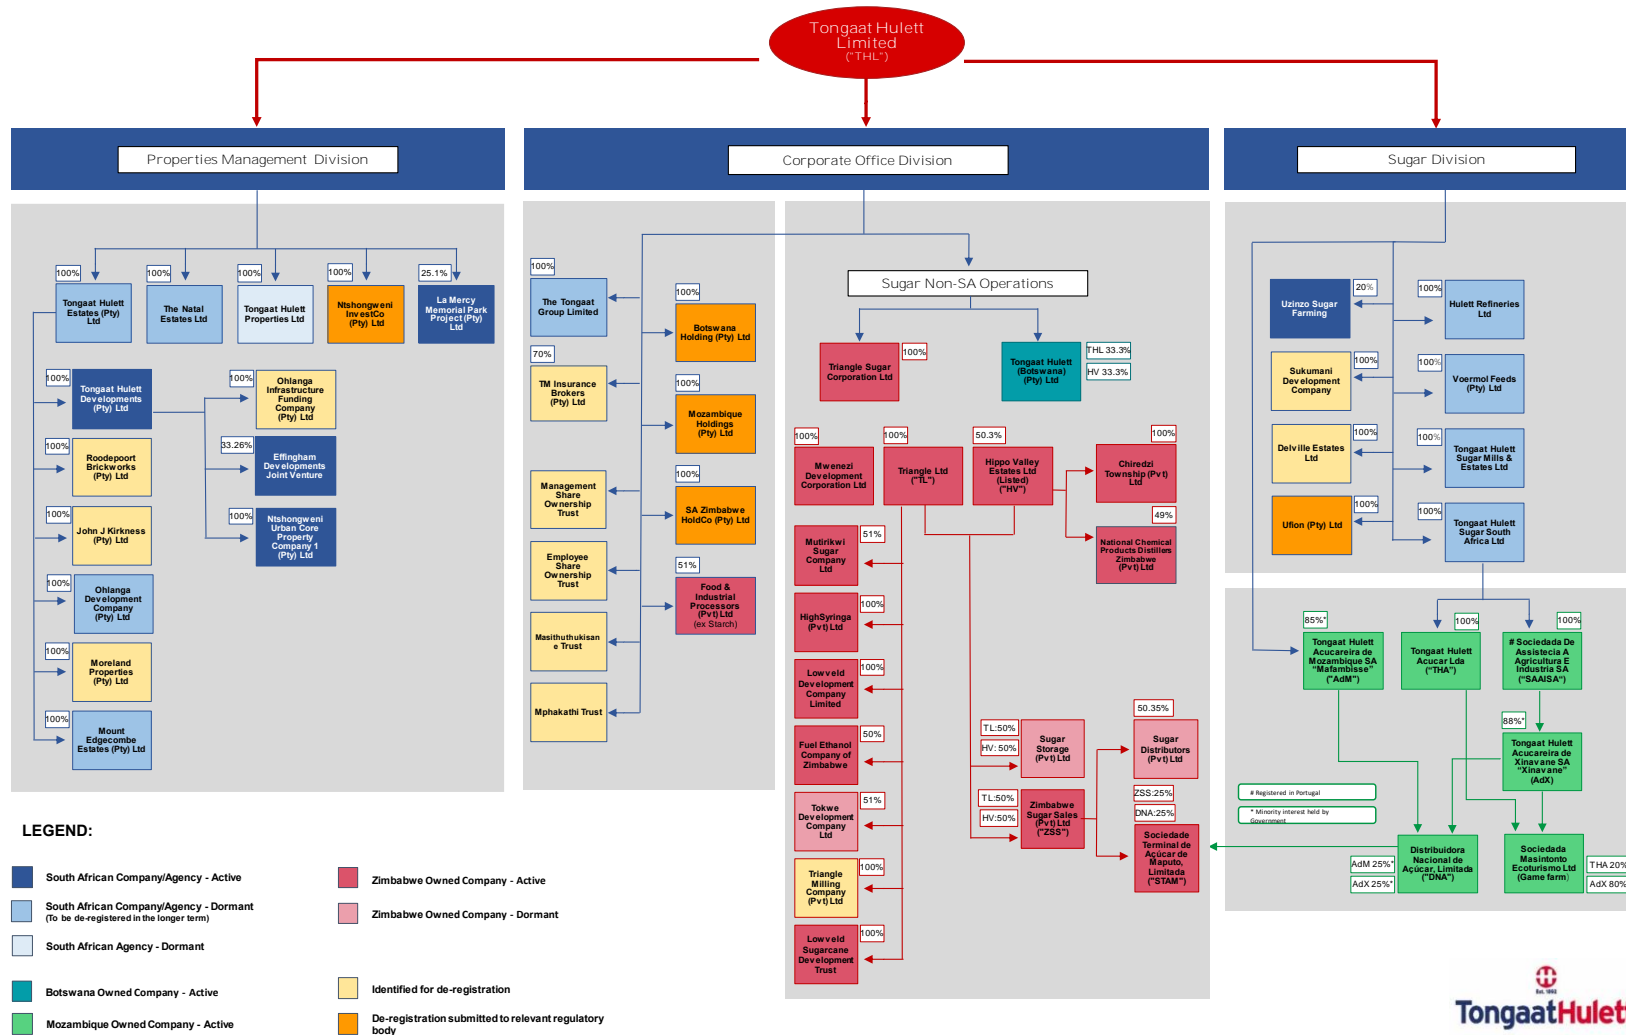 Tongaat Hulett
Limited
("THL")
Properties Management Division
Corporate Office Division
Sugar Division
100%
100%
100%
100%
25.1%
Tongaat Hulett
Estates (Pty)
Ltd
The Natal
Estates Ltd
Tongaat Hulett
Properties Ltd
Ntshongweni
InvestCo
(Pty) Ltd
La Mercy
Memorial Park
Project (Pty)
Ltd
100%
Tongaat Hulett
Developments
(Pty) Ltd
100%
Ohlanga
Infrastructure
Funding
Company
(Pty) Ltd
100%
Roodepoort
Brickworks
(Pty) Ltd
33.26%
Effingham
Developments
Joint Venture
100%
John J Kirkness
(Pty) Ltd
100%
Ntshongweni
Urban Core
Property
Company 1
(Pty) Ltd
100%
Ohlanga
Development
Company
(Pty) Ltd
100%
Moreland
Properties
(Pty) Ltd
100%
Mount
Edgecombe
Estates (Pty) Ltd
100%
The Tongaat
Group Limited
100%
Botswana
Holding (Pty) Ltd
70%
TM Insurance
Brokers
(Pty) Ltd
100%
Mozambique
Holdings
(Pty) Ltd
Management
Share
Ownership
Trust
100%
SA Zimbabwe
HoldCo (Pty) Ltd
Employee
Share
Ownership
Trust
51%
Food &
Industrial
Processors
(Pvt) Ltd
(ex Starch)
Masithuthukisan
e Trust
Mphakathi Trust
Sugar Non-SA Operations
Triangle Sugar
Corporation Ltd
100%
Tongaat Hulett
(Botswana)
(Pty) Ltd
THL 33.3%
HV 33.3%
100%
Mwenezi
Development
Corporation Ltd
100%
Triangle Ltd
("TL")
50.3%
Hippo Valley
Estates Ltd
(Listed)
("HV")
100%
Chiredzi
Township (Pvt)
Ltd
49%
National Chemical
Products Distillers
Zimbabwe
(Pvt) Ltd
Mutirikwi
Sugar
Company
Ltd
51%
HighSyringa
(Pvt) Ltd
100%
Lowveld
Development
Company
Limited
100%
Fuel Ethanol
Company of
Zimbabwe
50%
Tokwe
Development
Company
Ltd
51%
Triangle
Milling
Company
(Pvt) Ltd
100%
Lowveld
Sugarcane
Development
Trust
100%
TL:50%
HV: 50%
Sugar
Storage
(Pvt) Ltd
50.35%
Sugar
Distributors
(Pvt) Ltd
TL:50%
HV:50%
Zimbabwe
Sugar Sales
(Pvt) Ltd
("ZSS")
ZSS:25%
DNA:25%
Sociedade
Terminal de
Açúcar de
Maputo,
Limitada
("STAM")
Uzinzo Sugar
Farming
20%
100%
Hulett Refineries
Ltd
Sukumani
Development
Company
100%
100%
Voermol Feeds
(Pty) Ltd
Delville Estates
Ltd
100%
100%
Tongaat Hulett
Sugar Mills &
Estates Ltd
Ufion (Pty) Ltd
100%
100%
Tongaat Hulett
Sugar South
Africa Ltd
85%*
Tongaat Hulett
Acucareira de
Mozambique SA
"Mafambisse"
("AdM")
100%
Tongaat Hulett
Acucar Lda
("THA")
100%
# Sociedada De
Assistecia A
Agricultura E
Industria SA
("SAAISA")
88%*
Tongaat Hulett
Acucareira de
Xinavane SA
"Xinavane"
(AdX)
# Registered in Portugal
* Minority interest held by
Government
AdM 25%*
AdX 25%*
Distribuidora
Nacional de
Açúcar, Limitada
("DNA")
Sociedada
Masintonto
Ecoturismo Ltd
(Game farm)
THA 20%
AdX 80%
LEGEND:
South African Company/Agency - Active
South African Company/Agency - Dormant
(To be de-registered in the longer term)
South African Agency - Dormant
Botswana Owned Company - Active
Mozambique Owned Company - Active
Zimbabwe Owned Company - Active
Zimbabwe Owned Company - Dormant
Identified for de-registration
De-registration submitted to relevant regulatory
body
Est. 1892
TongaatHulett